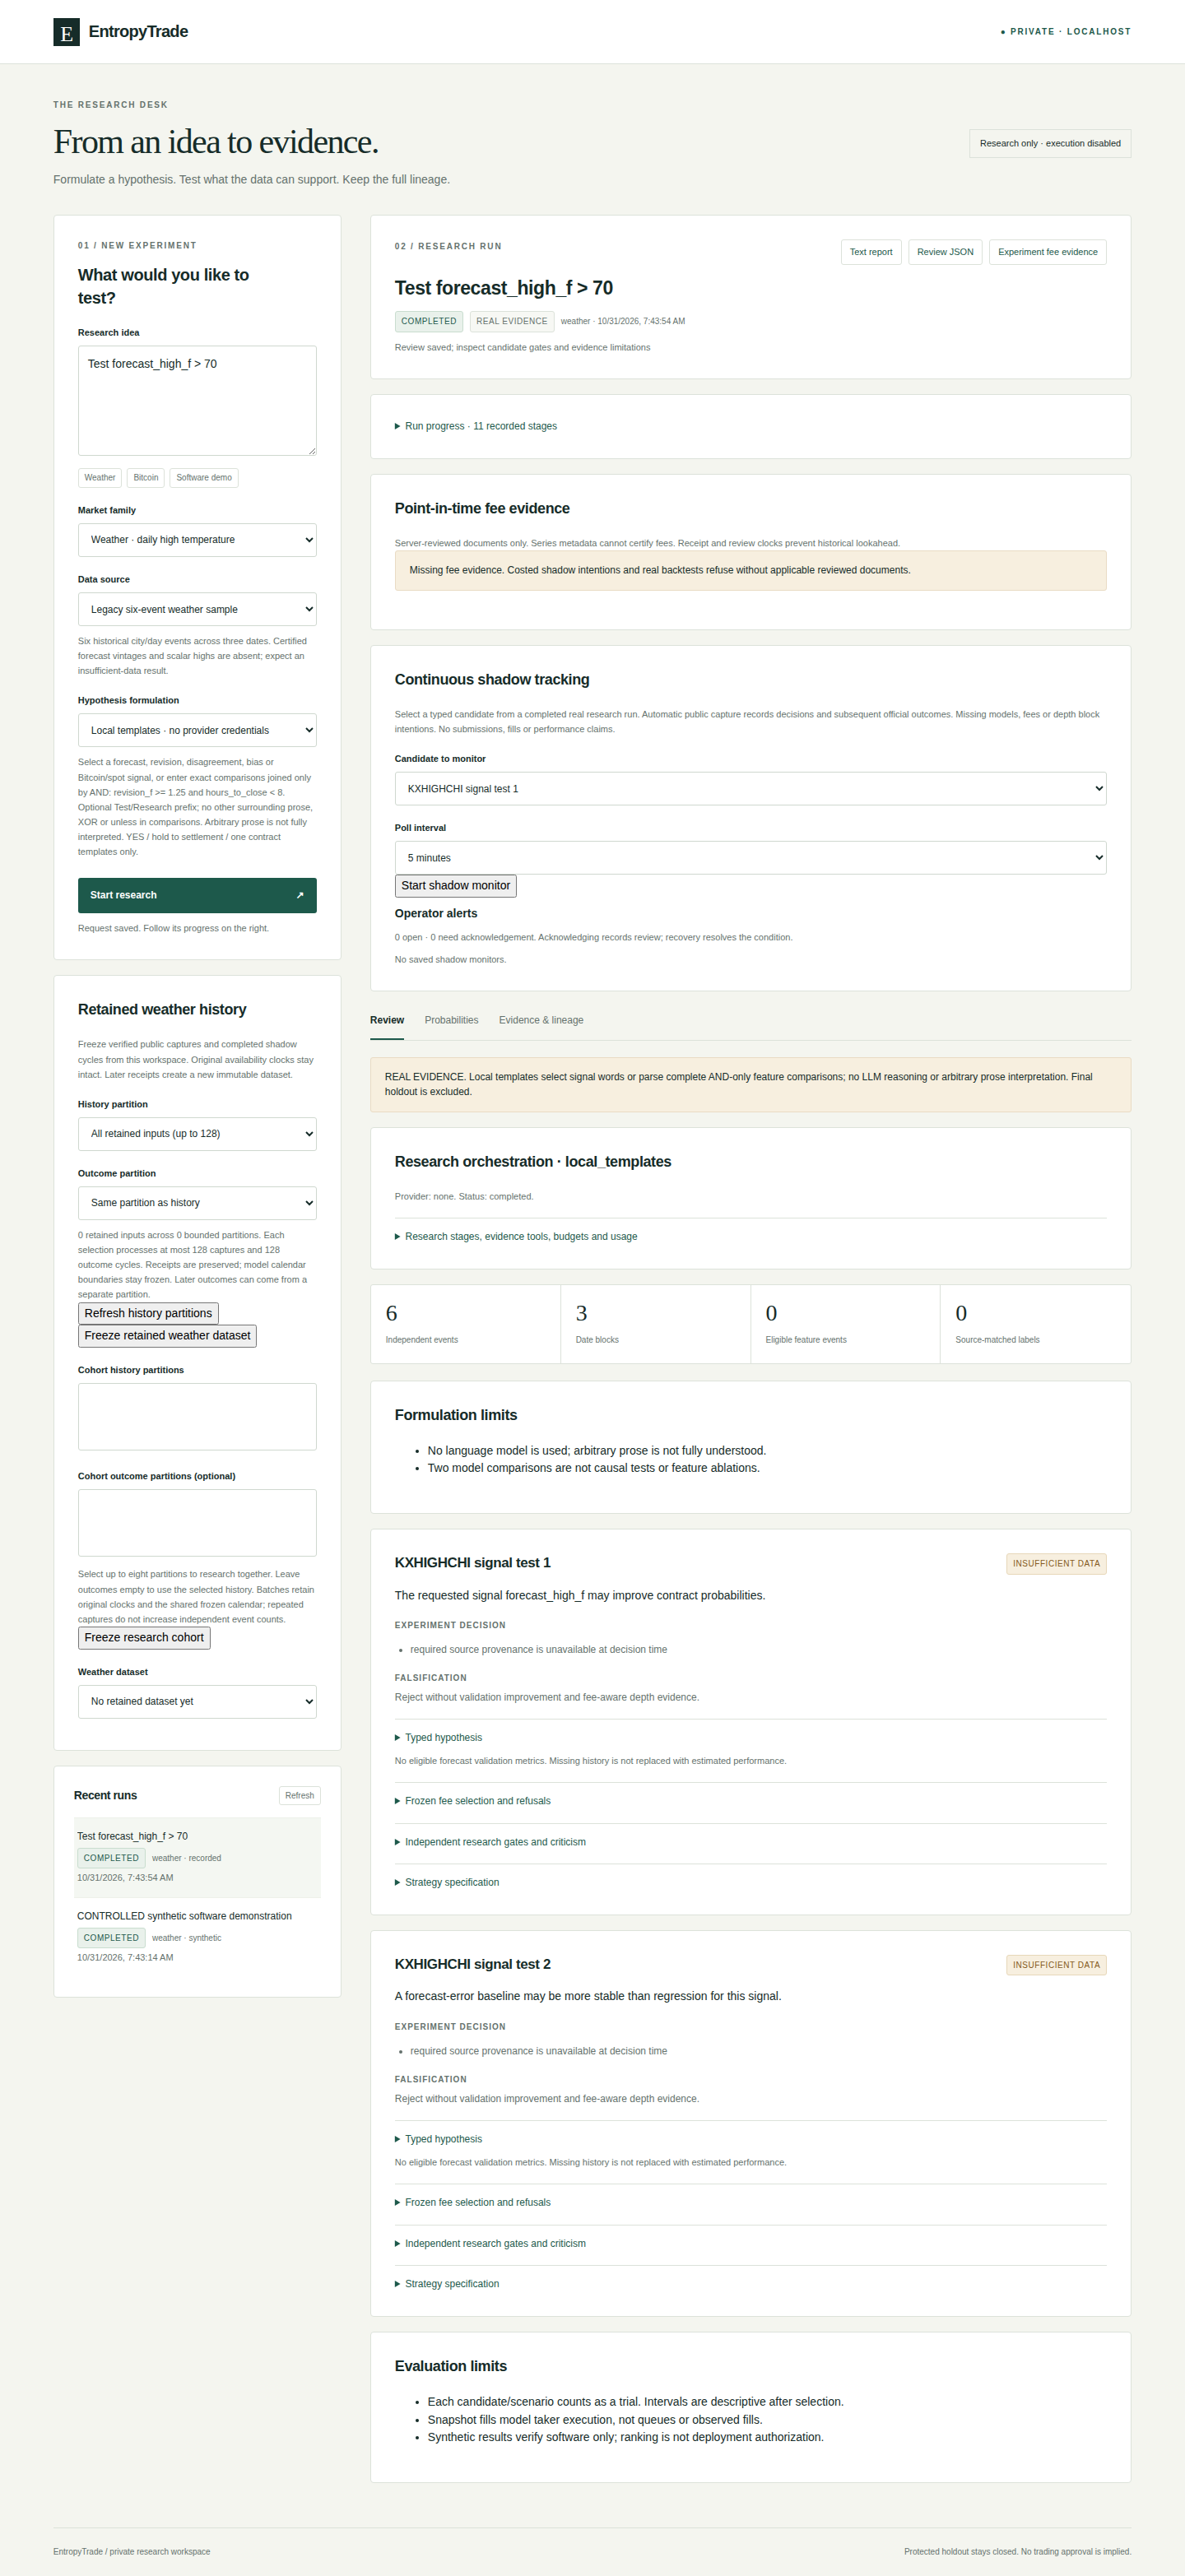 E EntropyTrade
PRIVATE · LOCALHOST
THE RESEARCH DESK
From an idea to evidence.
Research only · execution disabled
Formulate a hypothesis. Test what the data can support. Keep the full lineage.
01 / NEW EXPERIMENT
What would you like to
test?
Research idea
Test forecast_high_f > 70
Weather
Bitcoin
Software demo
Market family
Weather · daily high temperature
Data source
Legacy six-event weather sample
Six historical city/day events across three dates. Certified
forecast vintages and scalar highs are absent; expect an
insufficient-data result.
Hypothesis formulation
Local templates · no provider credentials
Select a forecast, revision, disagreement, bias or
Bitcoin/spot signal, or enter exact comparisons joined only
by AND: revision_f >= 1.25 and hours_to_close < 8.
Optional Test/Research prefix; no other surrounding prose,
XOR or unless in comparisons. Arbitrary prose is not fully
interpreted. YES / hold to settlement / one contract
templates only.
Start research ↗
Request saved. Follow its progress on the right.
Retained weather history
Freeze verified public captures and completed shadow
cycles from this workspace. Original availability clocks stay
intact. Later receipts create a new immutable dataset.
History partition
All retained inputs (up to 128)
Outcome partition
Same partition as history
0 retained inputs across 0 bounded partitions. Each
selection processes at most 128 captures and 128
outcome cycles. Receipts are preserved; model calendar
boundaries stay frozen. Later outcomes can come from a
separate partition.
Refresh history partitions
Freeze retained weather dataset
Cohort history partitions
Cohort outcome partitions (optional)
Select up to eight partitions to research together. Leave
outcomes empty to use the selected history. Batches retain
original clocks and the shared frozen calendar; repeated
captures do not increase independent event counts.
Freeze research cohort
Weather dataset
No retained dataset yet
Recent runs
Refresh
Test forecast_high_f > 70
COMPLETED weather · recorded
10/31/2026, 7:43:54 AM
CONTROLLED synthetic software demonstration
COMPLETED weather · synthetic
10/31/2026, 7:43:14 AM
02 / RESEARCH RUN
Text report
Review JSON
Experiment fee evidence
Test forecast_high_f > 70
COMPLETED REAL EVIDENCE weather · 10/31/2026, 7:43:54 AM
Review saved; inspect candidate gates and evidence limitations
Run progress · 11 recorded stages
Point-in-time fee evidence
Server-reviewed documents only. Series metadata cannot certify fees. Receipt and review clocks prevent historical lookahead.
Missing fee evidence. Costed shadow intentions and real backtests refuse without applicable reviewed documents.
Continuous shadow tracking
Select a typed candidate from a completed real research run. Automatic public capture records decisions and subsequent official outcomes. Missing models, fees or depth block
intentions. No submissions, fills or performance claims.
Candidate to monitor
KXHIGHCHI signal test 1
Poll interval
5 minutes
Start shadow monitor
Operator alerts
0 open · 0 need acknowledgement. Acknowledging records review; recovery resolves the condition.
No saved shadow monitors.
Review
Probabilities
Evidence & lineage
REAL EVIDENCE. Local templates select signal words or parse complete AND-only feature comparisons; no LLM reasoning or arbitrary prose interpretation. Final
holdout is excluded.
Research orchestration · local_templates
Provider: none. Status: completed.
Research stages, evidence tools, budgets and usage
6
Independent events
3
Date blocks
0
Eligible feature events
0
Source-matched labels
Formulation limits
• No language model is used; arbitrary prose is not fully understood.
• Two model comparisons are not causal tests or feature ablations.
KXHIGHCHI signal test 1
INSUFFICIENT DATA
The requested signal forecast_high_f may improve contract probabilities.
EXPERIMENT DECISION
• required source provenance is unavailable at decision time
FALSIFICATION
Reject without validation improvement and fee-aware depth evidence.
Typed hypothesis
No eligible forecast validation metrics. Missing history is not replaced with estimated performance.
Frozen fee selection and refusals
Independent research gates and criticism
Strategy specification
KXHIGHCHI signal test 2
INSUFFICIENT DATA
A forecast-error baseline may be more stable than regression for this signal.
EXPERIMENT DECISION
• required source provenance is unavailable at decision time
FALSIFICATION
Reject without validation improvement and fee-aware depth evidence.
Typed hypothesis
No eligible forecast validation metrics. Missing history is not replaced with estimated performance.
Frozen fee selection and refusals
Independent research gates and criticism
Strategy specification
Evaluation limits
• Each candidate/scenario counts as a trial. Intervals are descriptive after selection.
• Snapshot fills model taker execution, not queues or observed fills.
• Synthetic results verify software only; ranking is not deployment authorization.
EntropyTrade / private research workspace
Protected holdout stays closed. No trading approval is implied.